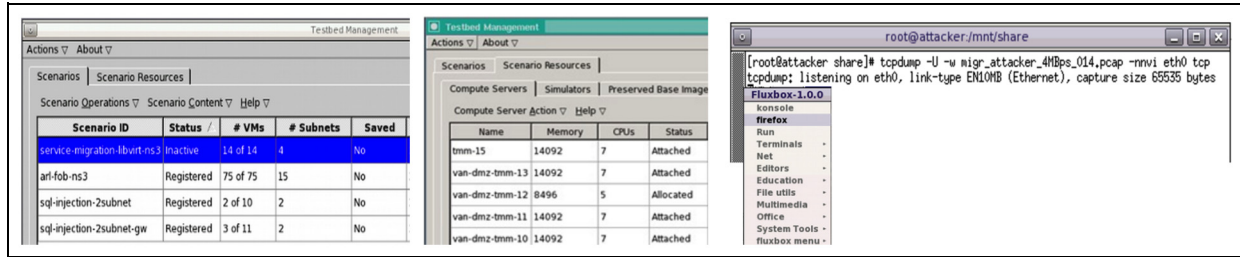 Testbed Management
Actions ▽ About ▽
Scenarios Scenario Resources
Scenario Operations ▽ Scenario Content ▽ Help ▽
Scenario ID Status # VMs # Subnets Saved
service-migration-libvirt-ns3 Inactive 14 of 14 4 No
arl-fob-ns3 Registered 75 of 75 15 No
sql-injection-2subnet Registered 2 of 10 2 No
sql-injection-2subnet-gw Registered 3 of 11 2 No
Testbed Management
Actions ▽ About ▽
Scenarios Scenario Resources
Compute Servers Simulators Preserved Base Image
Compute Server Action ▽ Help ▽
Name Memory CPUs Status
tmm-15 14092 7 Attached
van-dmz-tmm-13 14092 7 Attached
van-dmz-tmm-12 8496 5 Allocated
van-dmz-tmm-11 14092 7 Attached
van-dmz-tmm-10 14092 7 Attached
root@attacker:/mnt/share
[root@attacker share]# tcpdump -U -w migr_attacker_4MBps_014.pcap -nnvi eth0 tcp
tcpdump: listening on eth0, link-type EN10MB (Ethernet), capture size 65535 bytes
Fluxbox-1.0.0
konsole
firefox
Run
Terminals
Net
Editors
Education
File utils
Multimedia
Office
System Tools
fluxbox menu